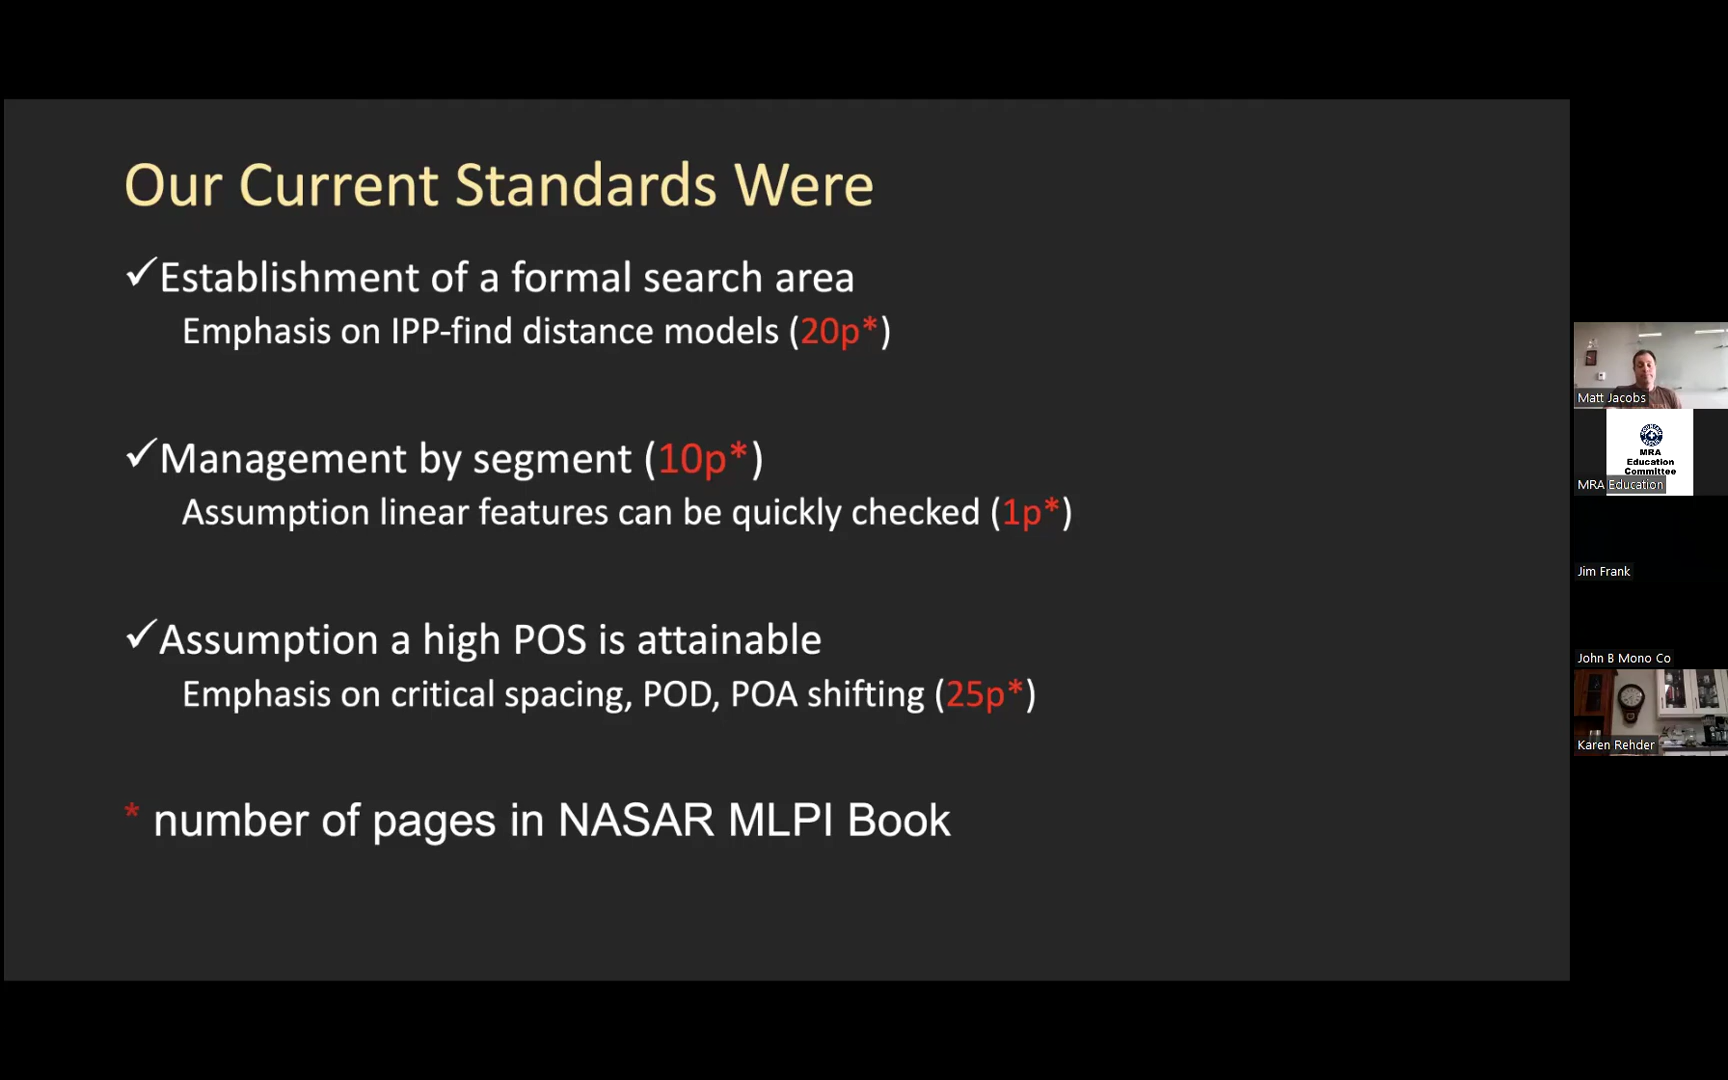 Our Current Standards Were
✓Establishment of a formal search area
Emphasis on IPP-find distance models (20p*)
✓Management by segment (10p*)
Assumption linear features can be quickly checked (1p*)
✓Assumption a high POS is attainable
Emphasis on critical spacing, POD, POA shifting (25p*)
* number of pages in NASAR MLPI Book
Matt Jacobs
MRA
Education
Committee
MRA Education
Jim Frank
John B Mono Co
Karen Rehder